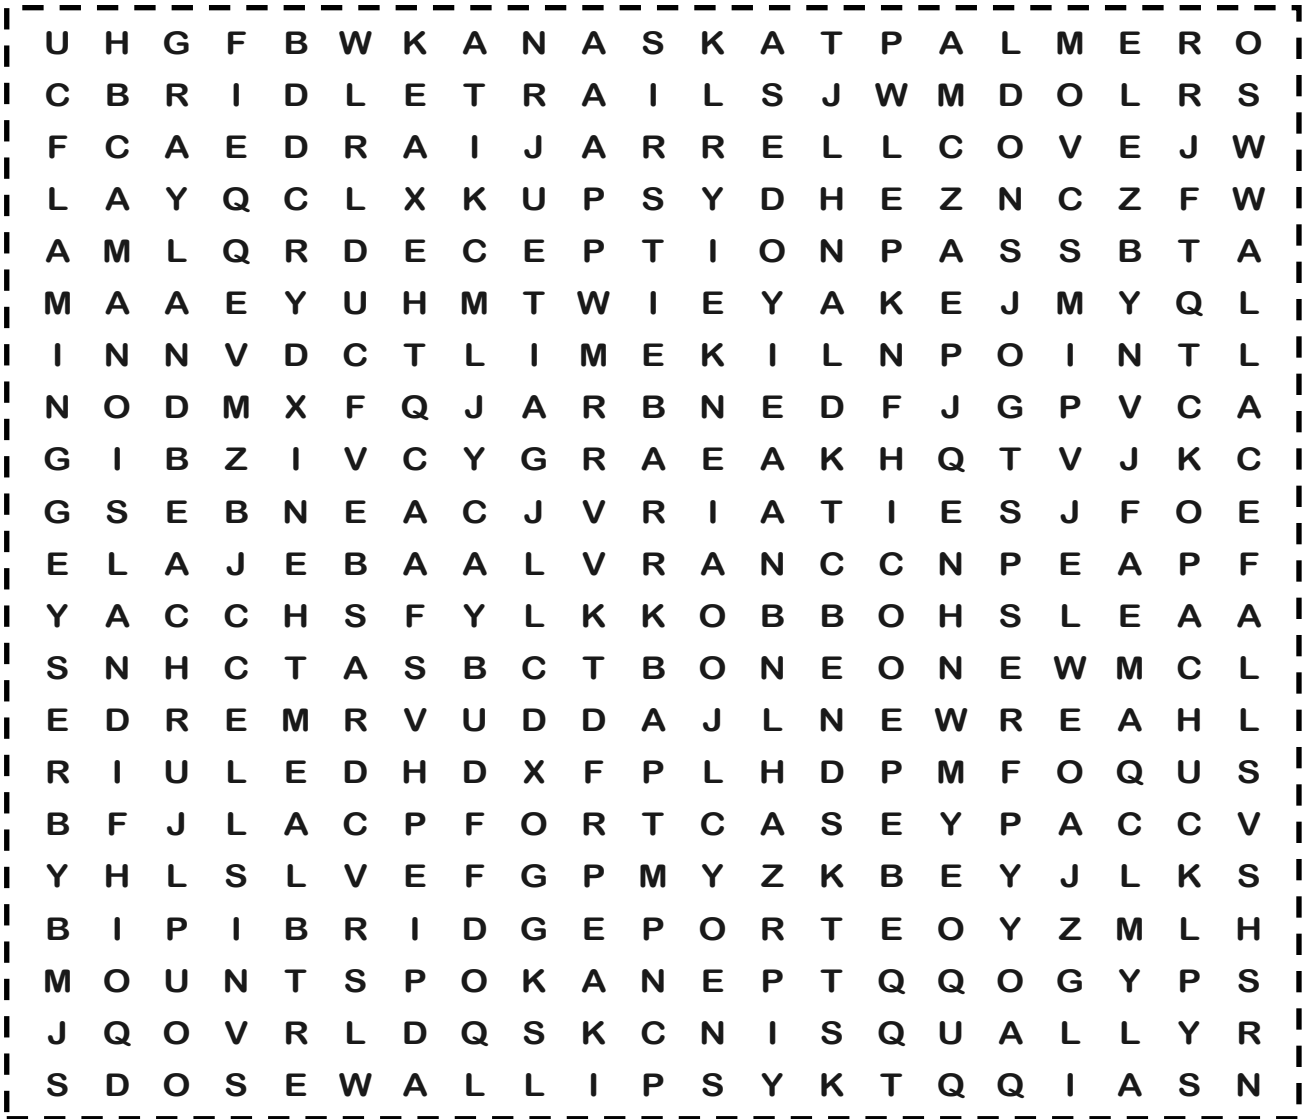 U H G F B W K A N A S K A T P A L M E R O
C B R I D L E T R A I L S J W M D O L R S
F C A E D R A I J A R R E L L C O V E J W
L A Y Q C L X K U P S Y D H E Z N C Z F W
A M L Q R D E C E P T I O N P A S S B T A
M A A E Y U H M T W I E Y A K E J M Y Q L
I N N V D C T L I M E K I L N P O I N T L
N O D M X F Q J A R B N E D F J G P V C A
G I B Z I V C Y G R A E A K H Q T V J K C
G S E B N E A C J V R I A T I E S J F O E
E L A J E B A A L V R A N C C N P E A P F
Y A C C H S F Y L K K O B B O H S L E A A
S N H C T A S B C T B O N E O N E W M C L
E D R E M R V U D D A J L N E W R E A H L
R I U L E D H D X F P L H D P M F O Q U S
B F J L A C P F O R T C A S E Y P A C C V
Y H L S L V E F G P M Y Z K B E Y J L K S
B I P I B R I D G E P O R T E O Y Z M L H
M O U N T S P O K A N E P T Q Q O G Y P S
J Q O V R L D Q S K C N I S Q U A L L Y R
S D O S E W A L L I P S Y K T Q Q I A S N